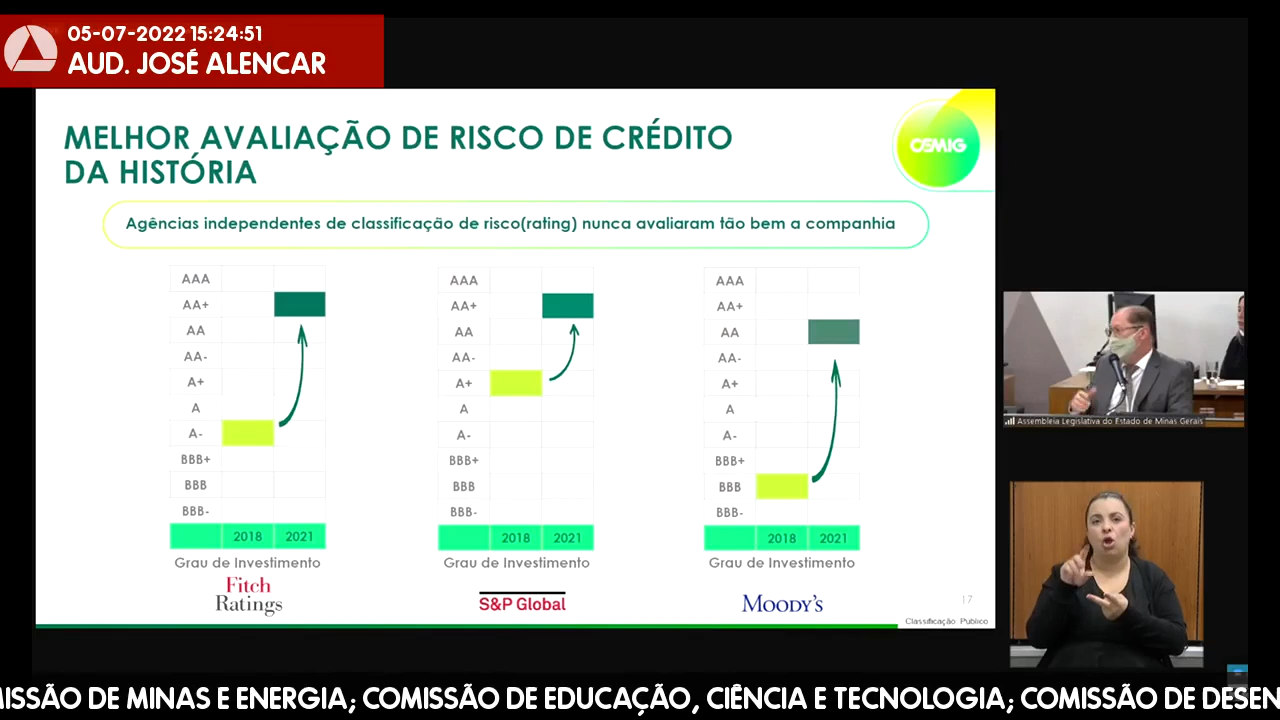 05-07-2022 15:24:51
AUD. JOSÉ ALENCAR
MELHOR AVALIAÇÃO DE RISCO DE CRÉDITO
DA HISTÓRIA
CEMIG
Agências independentes de classificação de risco(rating) nunca avaliaram tão bem a companhia
AAA
AA+
AA
AA-
A+
A
A-
BBB+
BBB
BBB-
2018 2021
Grau de Investimento
Fitch
Ratings
AAA
AA+
AA
AA-
A+
A
A-
BBB+
BBB
BBB-
2018 2021
Grau de Investimento
S&P Global
AAA
AA+
AA
AA-
A+
A
A-
BBB+
BBB
BBB-
2018 2021
Grau de Investimento
MOODY'S
17
Classificação: Público
Assembleia Legislativa do Estado de Minas Gerais
MISSÃO DE MINAS E ENERGIA; COMISSÃO DE EDUCAÇÃO, CIÊNCIA E TECNOLOGIA; COMISSÃO DE DESEN